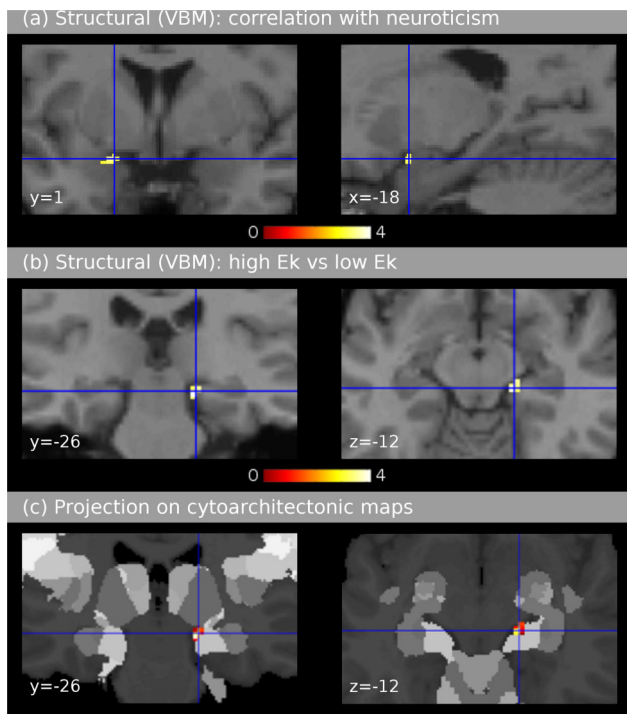 (a) Structural (VBM): correlation with neuroticism
y=1
x=-18
0 4
(b) Structural (VBM): high Ek vs low Ek
y=-26
z=-12
0 4
(c) Projection on cytoarchitectonic maps
y=-26
z=-12